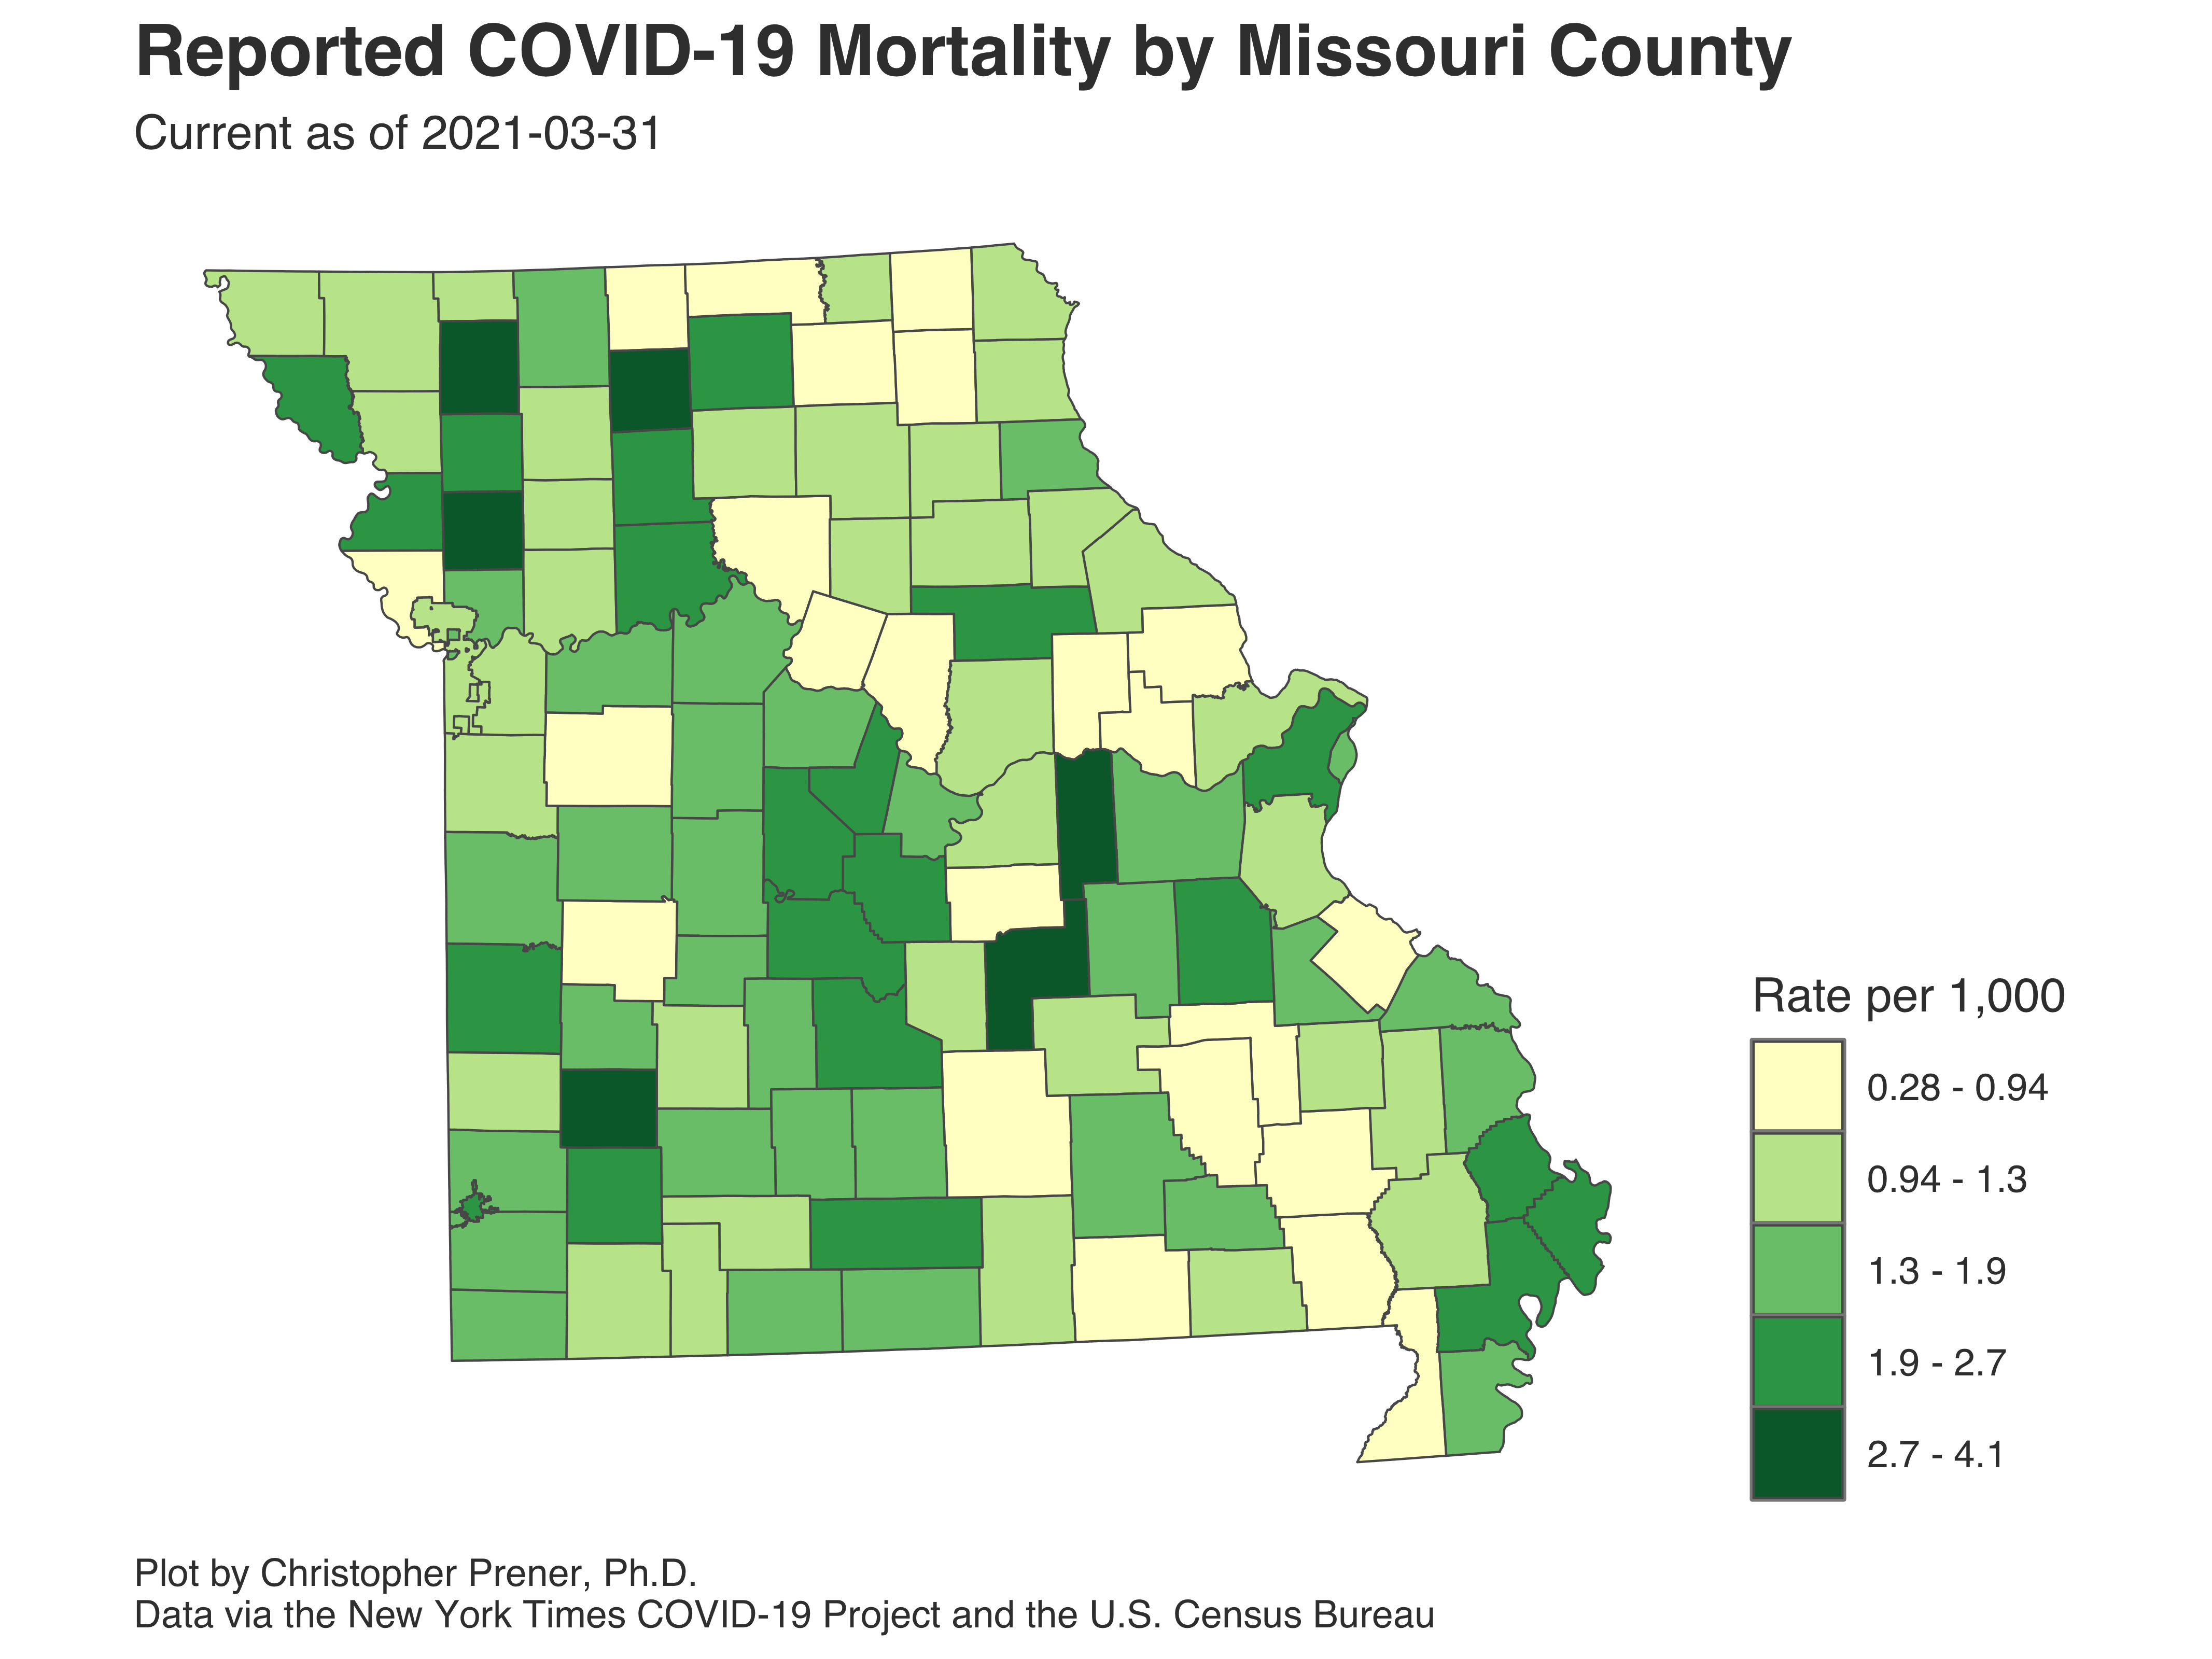 Reported COVID-19 Mortality by Missouri County
Current as of 2021-03-31
Rate per 1,000
0.28 - 0.94
0.94 - 1.3
1.3 - 1.9
1.9 - 2.7
2.7 - 4.1
Plot by Christopher Prener, Ph.D.
Data via the New York Times COVID-19 Project and the U.S. Census Bureau